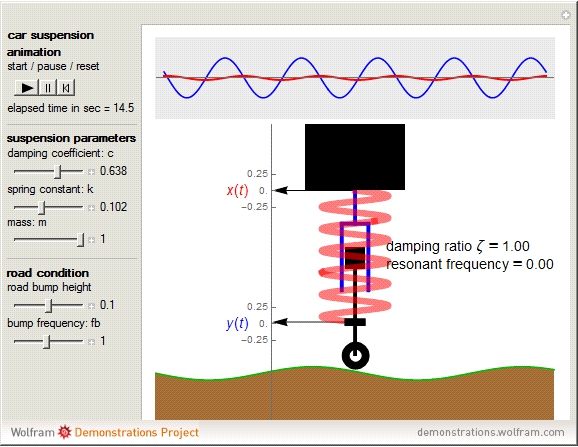 car suspension
animation
start / pause / reset
elapsed time in sec = 14.5
suspension parameters
damping coefficient: c
0.638
spring constant: k
0.102
mass: m
1
road condition
road bump height
0.1
bump frequency: fb
1
0.25
x(t)
0.
−0.25
damping ratio ζ = 1.00
resonant frequency = 0.00
0.25
y(t)
0.
−0.25
Wolfram Demonstrations Project
demonstrations.wolfram.com